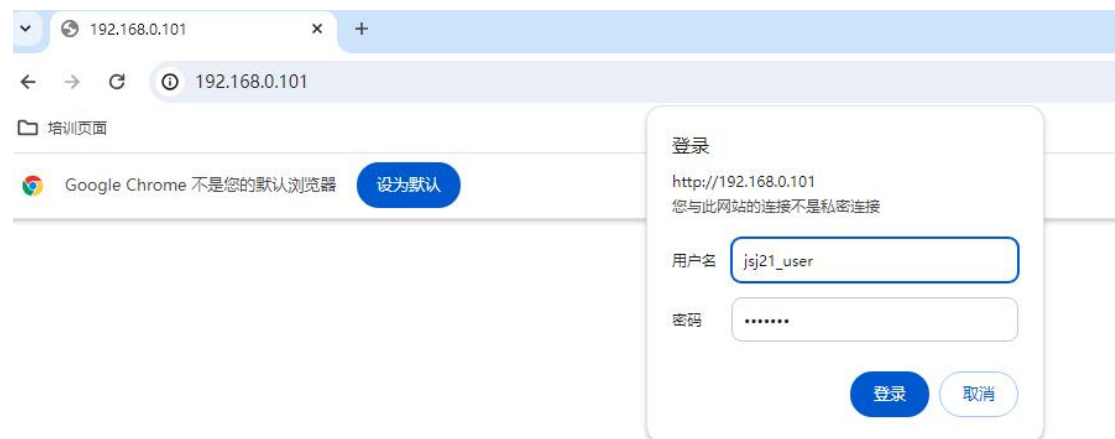 192.168.0.101
192.168.0.101
培训页面
Google Chrome 不是您的默认浏览器 设为默认
登录
http://192.168.0.101
您与此网站的连接不是私密连接
用户名 jsj21_user
密码 •••••••
登录 取消